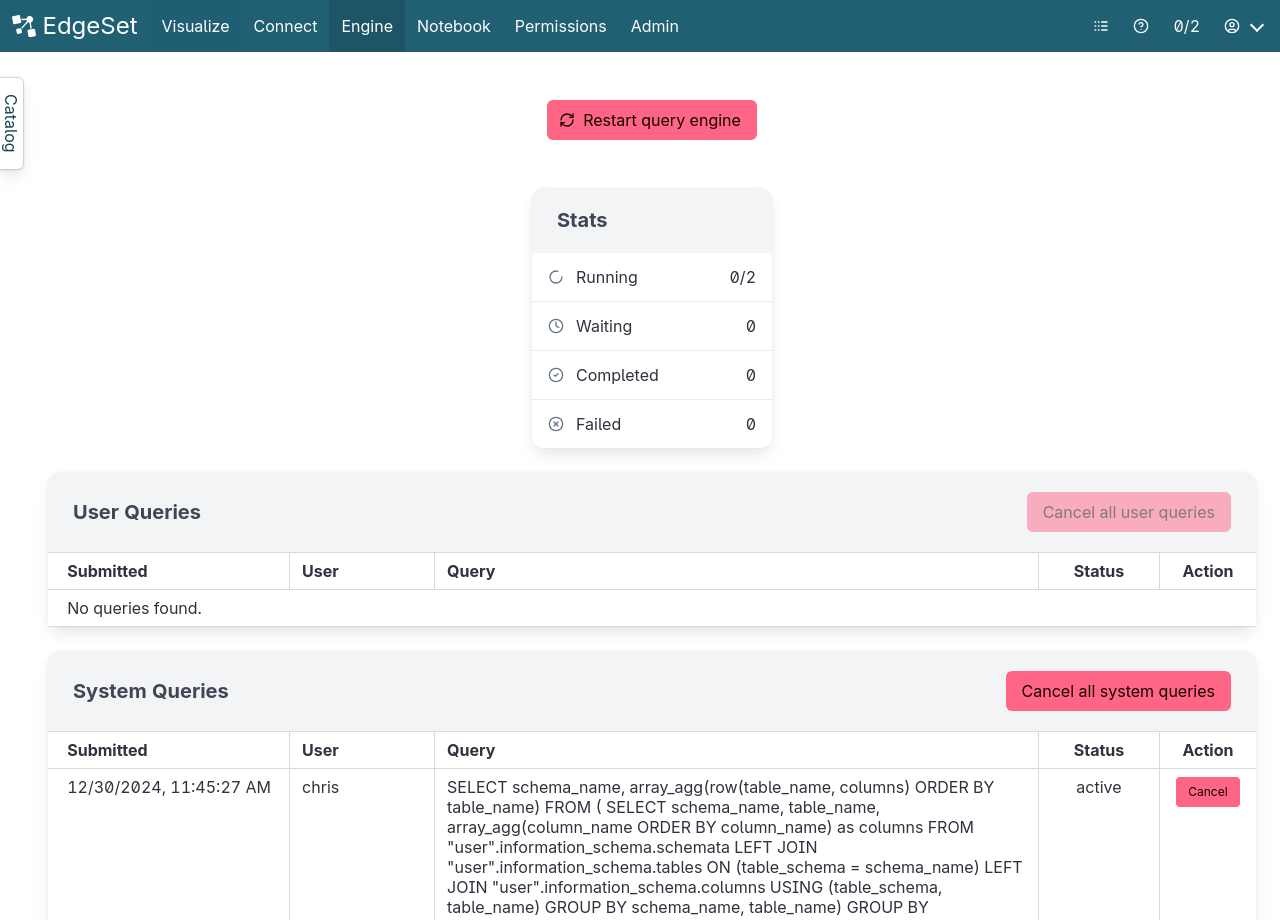 EdgeSet Visualize Connect Engine Notebook Permissions Admin 0/2
Catalog
Restart query engine
Stats
Running 0/2
Waiting 0
Completed 0
Failed 0
User Queries Cancel all user queries
Submitted User Query Status Action
No queries found.
System Queries Cancel all system queries
Submitted User Query Status Action
12/30/2024, 11:45:27 AM chris SELECT schema_name, array_agg(row(table_name, columns) ORDER BY active Cancel
table_name) FROM ( SELECT schema_name, table_name,
array_agg(column_name ORDER BY column_name) as columns FROM
"user".information_schema.schemata LEFT JOIN
"user".information_schema.tables ON (table_schema = schema_name) LEFT
JOIN "user".information_schema.columns USING (table_schema,
table_name) GROUP BY schema_name, table_name) GROUP BY